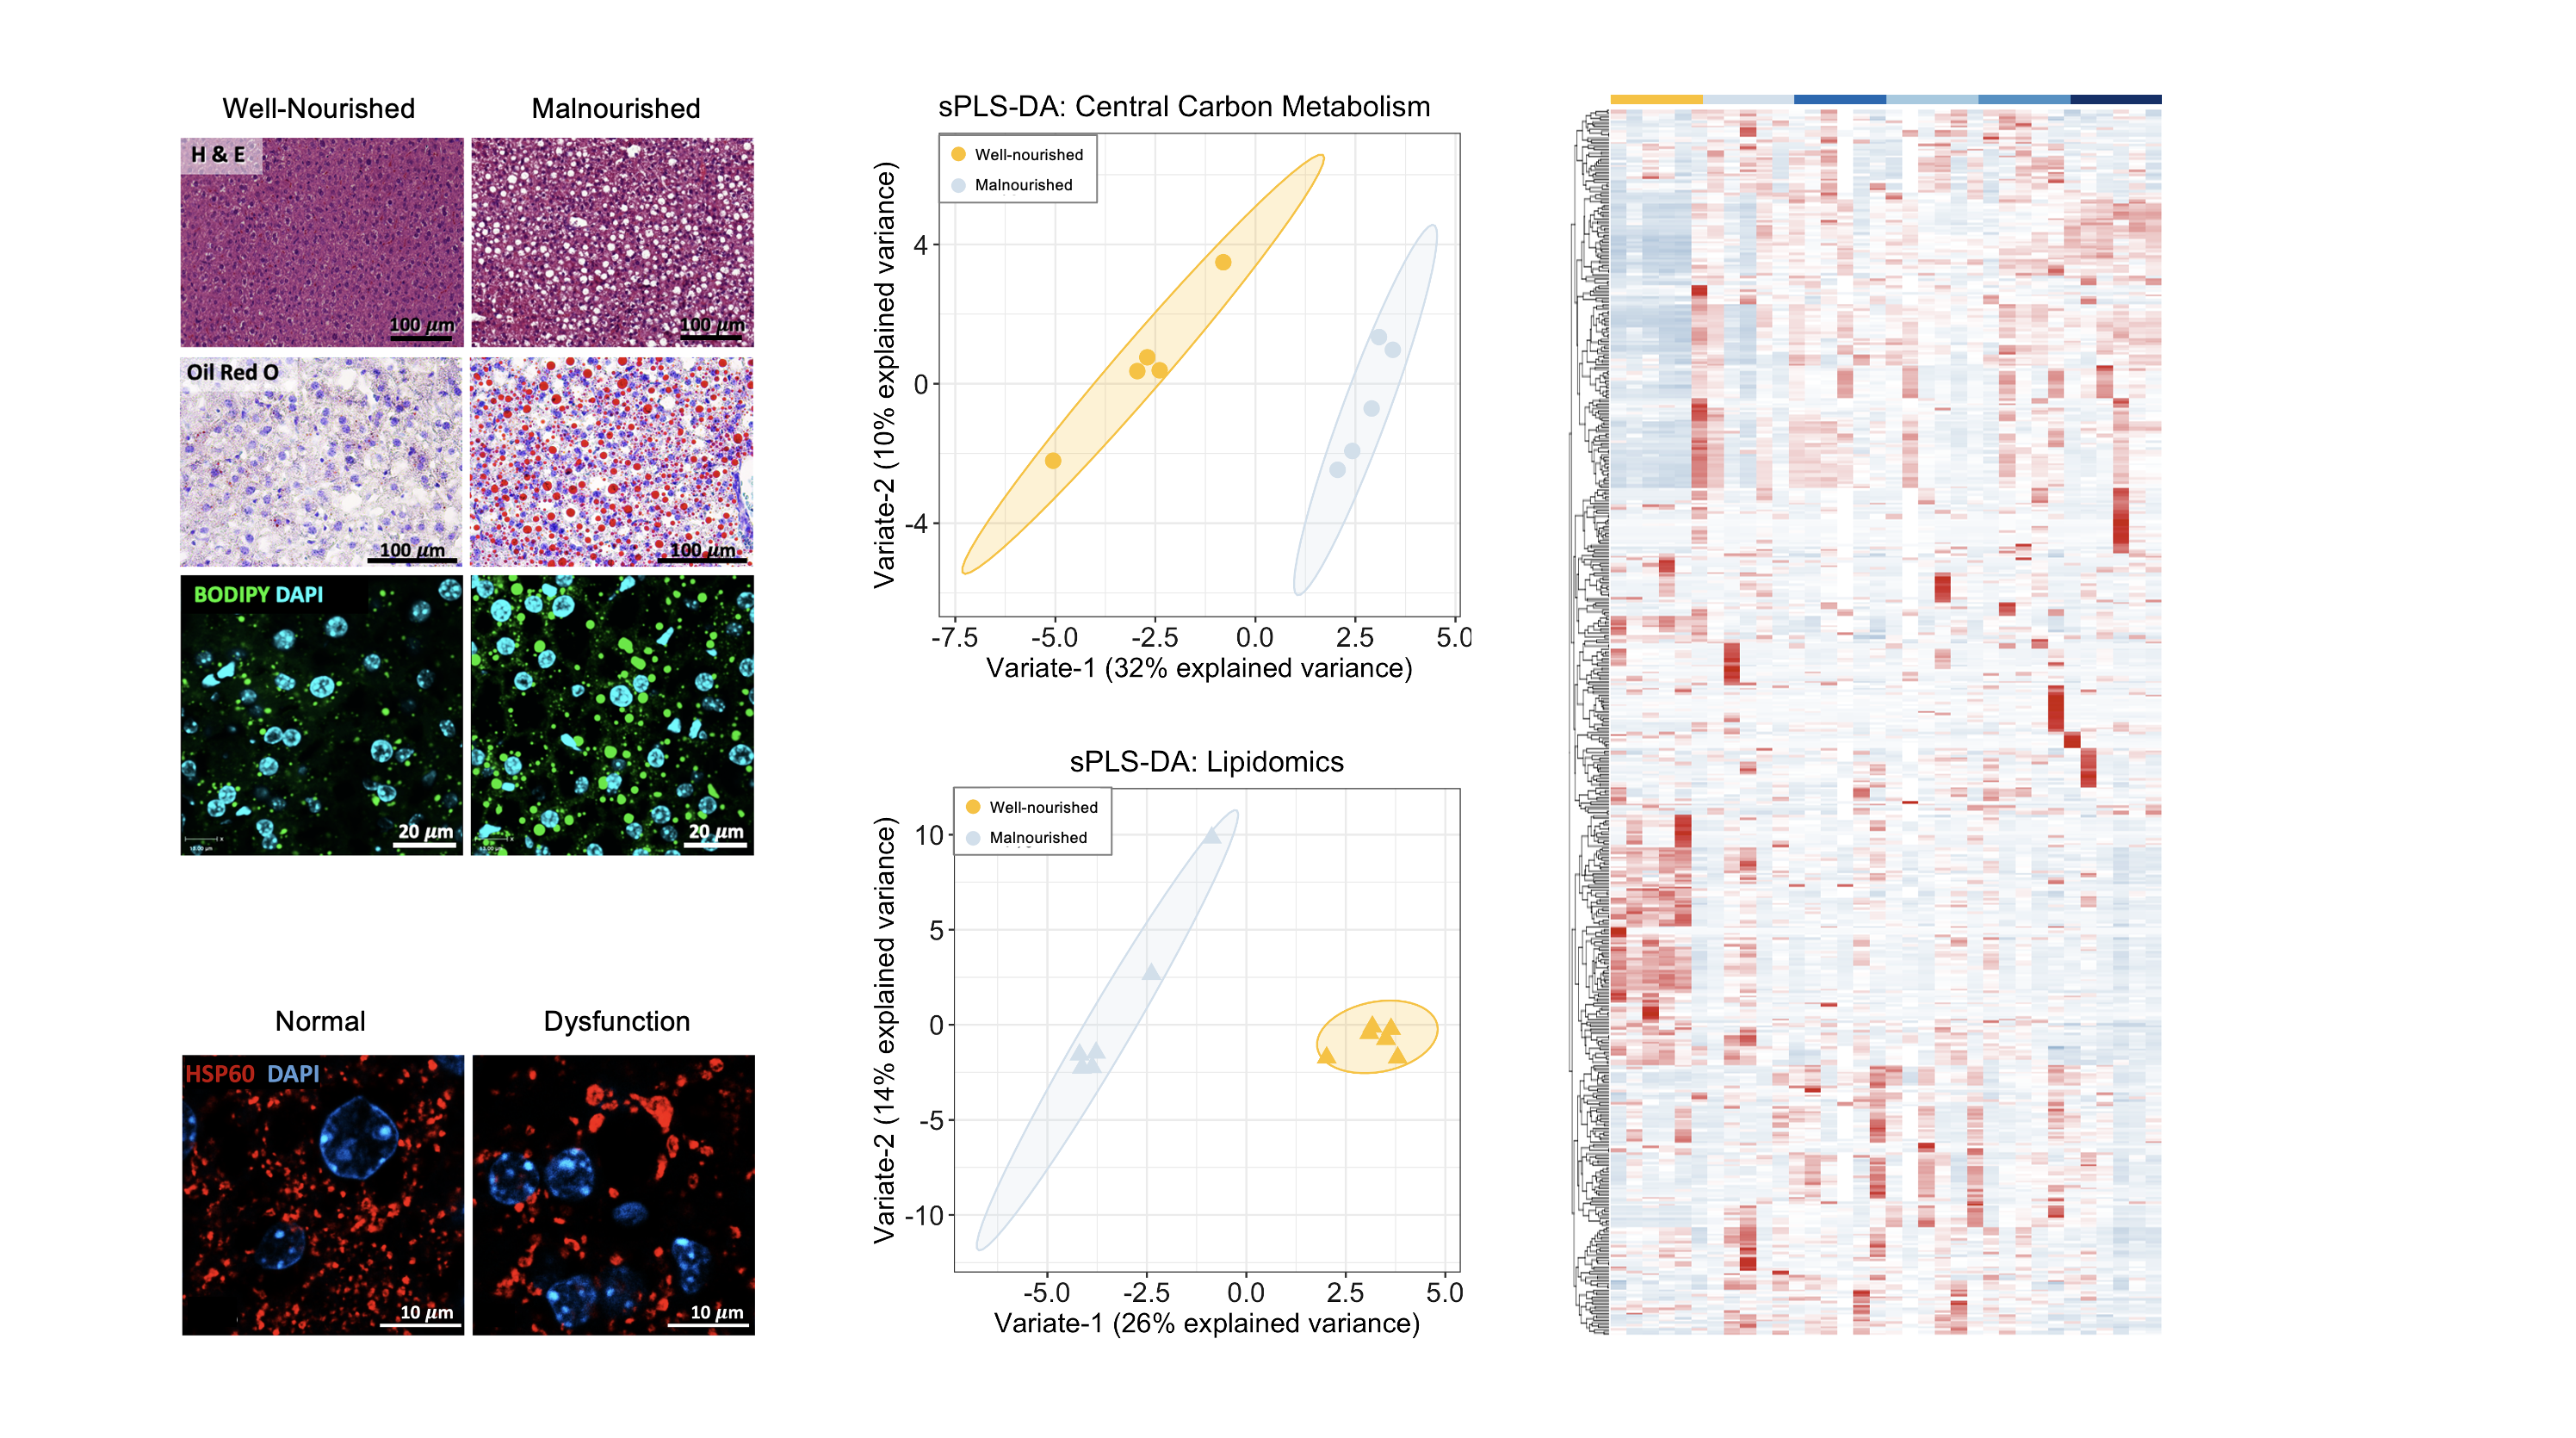 Well-Nourished
Malnourished
H & E
100 µm
100 µm
Oil Red O
100 µm
100 µm
BODIPY DAPI
20 µm
20 µm
Normal
Dysfunction
HSP60 DAPI
10 µm
10 µm
sPLS-DA: Central Carbon Metabolism
Well-nourished
Malnourished
Variate-2 (10% explained variance)
4
0
-4
-7.5 -5.0 -2.5 0.0 2.5 5.0
Variate-1 (32% explained variance)
sPLS-DA: Lipidomics
Well-nourished
Malnourished
Variate-2 (14% explained variance)
10
5
0
-5
-10
-5.0 -2.5 0.0 2.5 5.0
Variate-1 (26% explained variance)